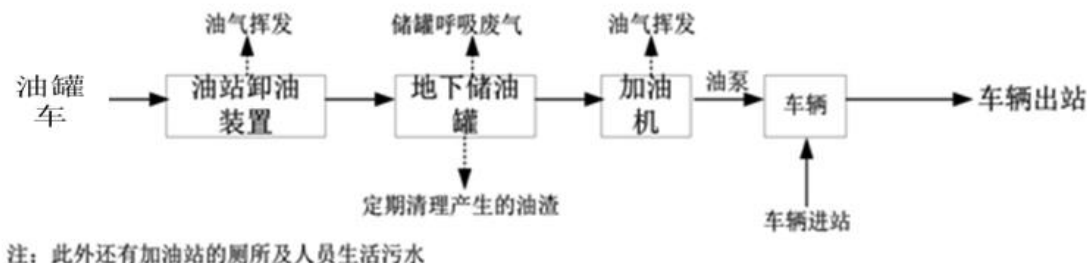 油气挥发
储罐呼吸废气
油气挥发
油罐
车
油站卸油
装置
地下储油
罐
加油
机
油泵
车辆
车辆出站
定期清理产生的油渣
车辆进站
注：此外还有加油站的厕所及人员生活污水